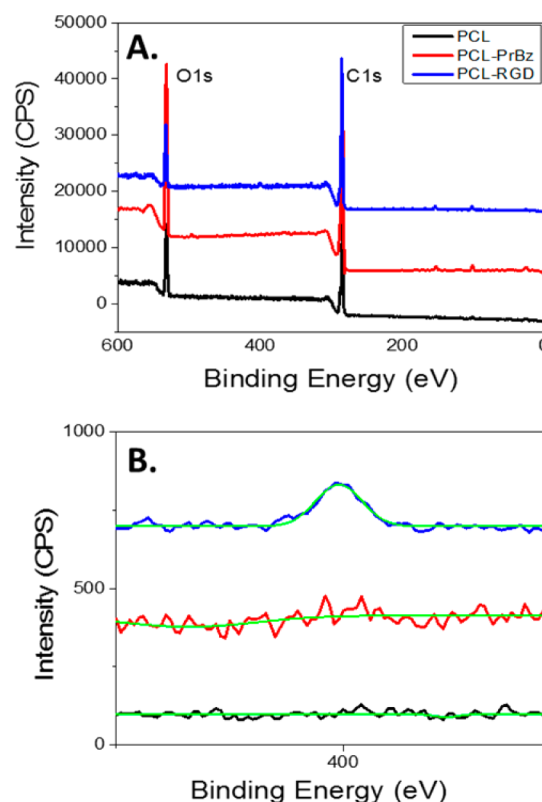 A.
O1s
C1s
PCL
PCL-PrBz
PCL-RGD
Intensity (CPS)
50000
40000
30000
20000
10000
0
600
400
200
0
Binding Energy (eV)
B.
Intensity (CPS)
1000
500
0
400
Binding Energy (eV)